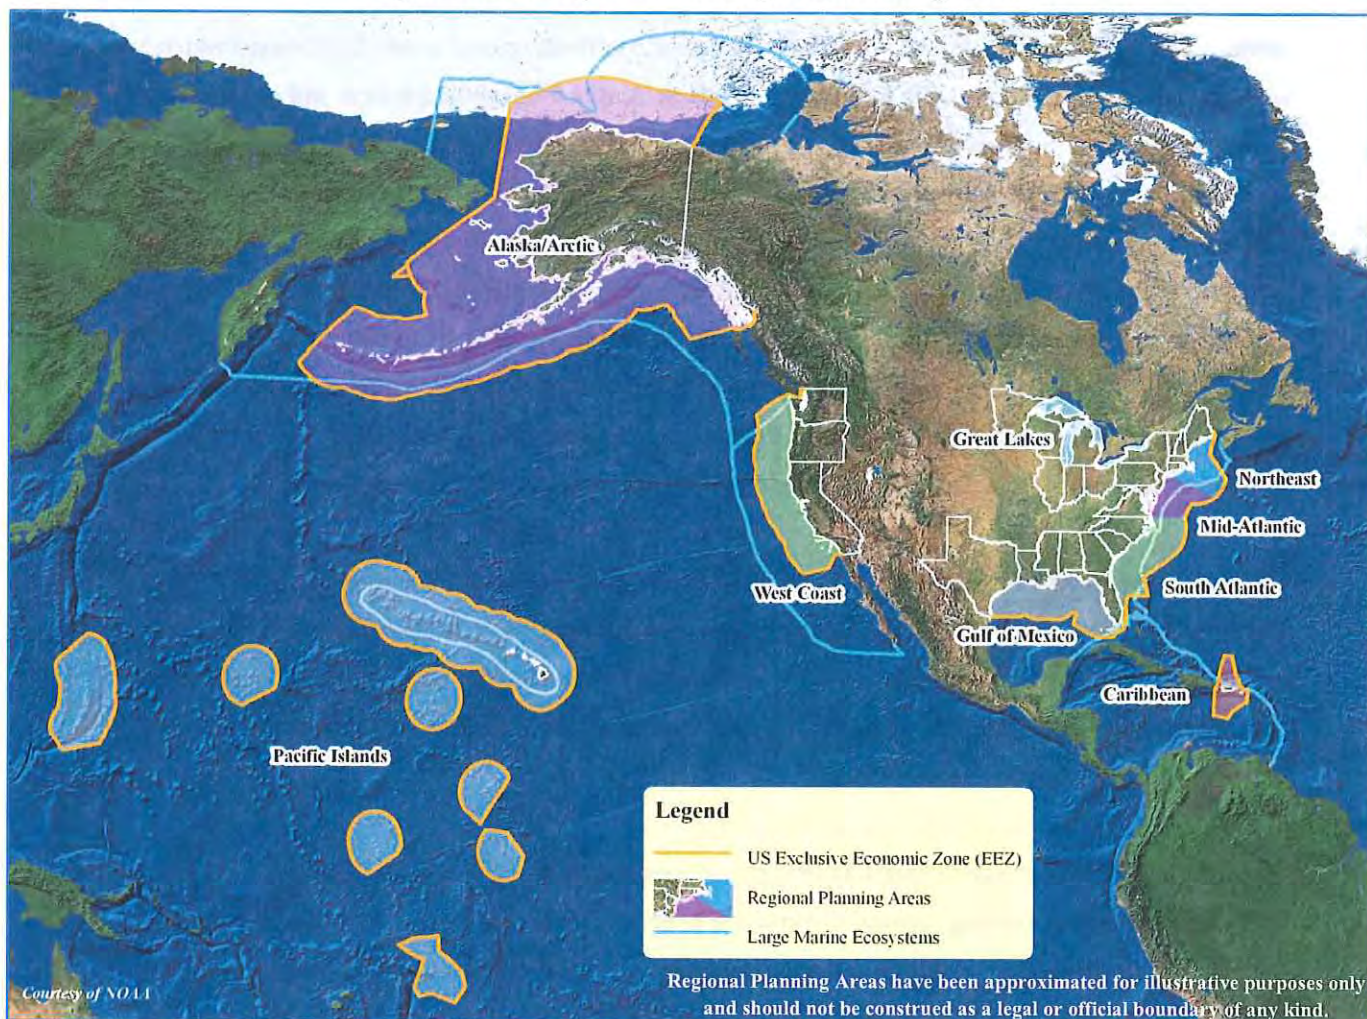 Alaska/Arctic
Great Lakes
Northeast
Mid-Atlantic
West Coast
South Atlantic
Gulf of Mexico
Caribbean
Pacific Islands
Legend
US Exclusive Economic Zone (EEZ)
Regional Planning Areas
Large Marine Ecosystems
Courtesy of NOAA
Regional Planning Areas have been approximated for illustrative purposes only
and should not be construed as a legal or official boundary of any kind.